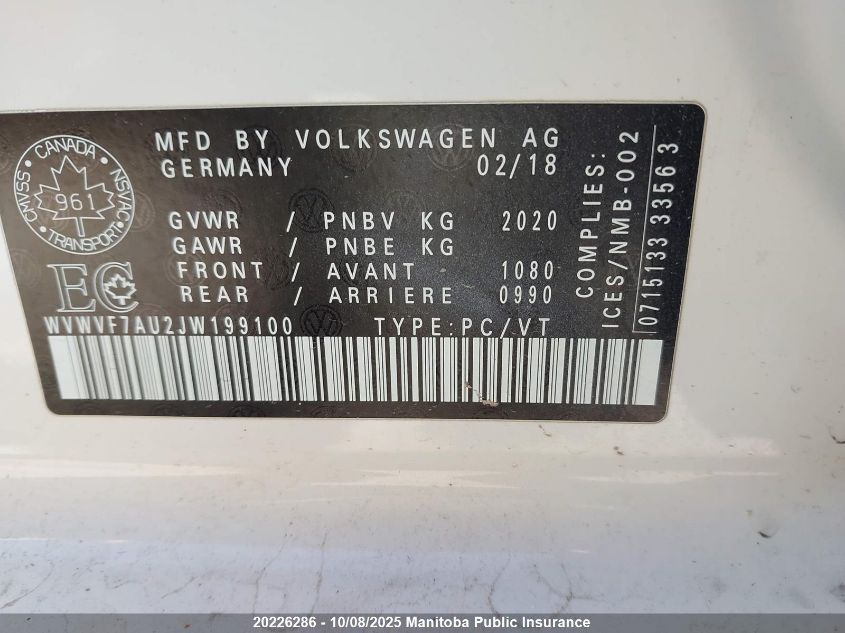 MFD BY VOLKSWAGEN AG
GERMANY 02/18
CMVSS · CANADA · NSVAC · TRANSPORT
961
GVWR / PNBV KG 2020
GAWR / PNBE KG
FRONT / AVANT 1080
REAR / ARRIERE 0990
EC
WVWVF7AU2JW199100 TYPE:PC/VT
COMPLIES:
ICES/NMB-002
0715133 33563
20226286 - 10/08/2025 Manitoba Public Insurance